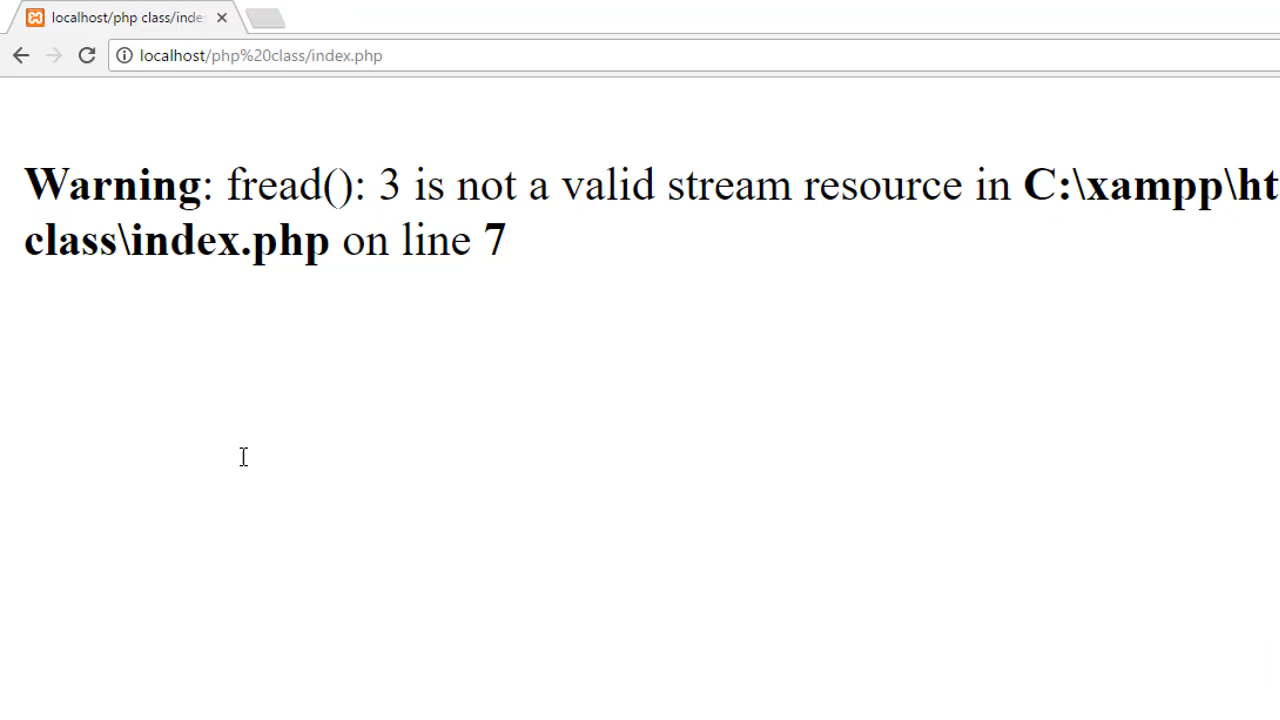 localhost/php class/inde
localhost/php%20class/index.php
Warning: fread(): 3 is not a valid stream resource in C:\xampp\ht
class\index.php on line 7